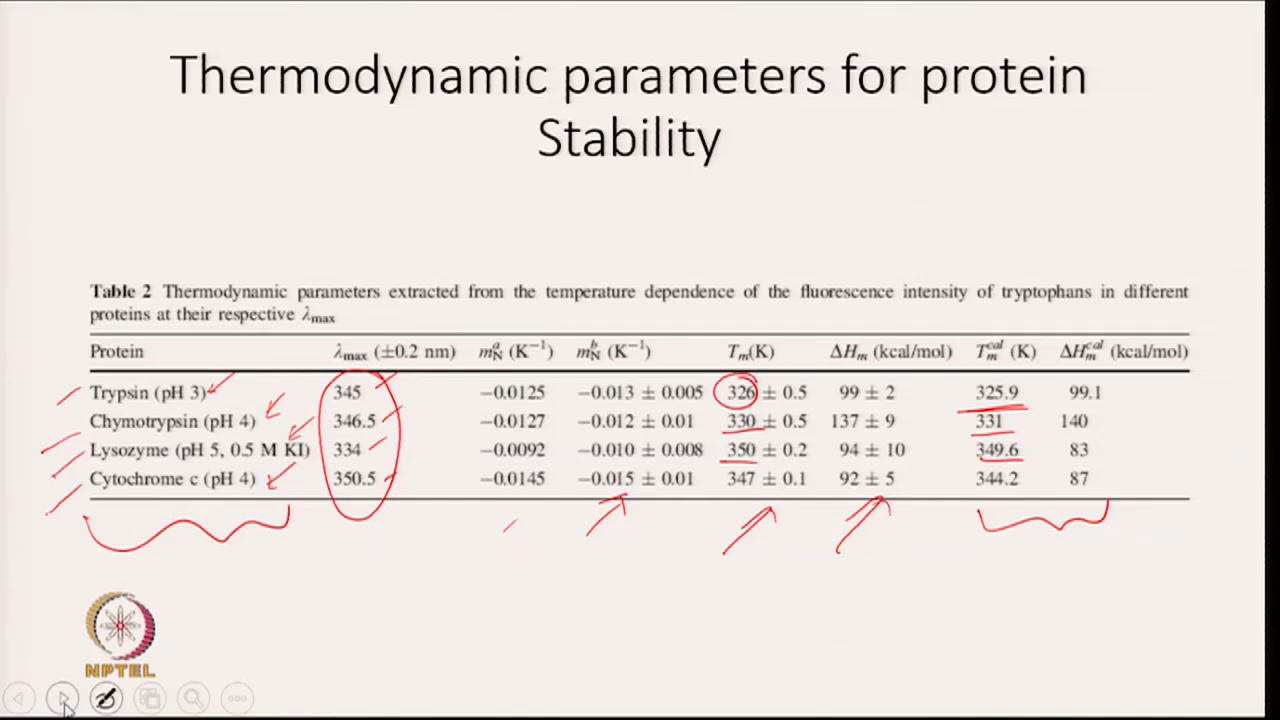 Thermodynamic parameters for protein
Stability
Table 2 Thermodynamic parameters extracted from the temperature dependence of the fluorescence intensity of tryptophans in different
proteins at their respective λmax
Protein λmax (±0.2 nm) mᵃN (K⁻¹) mᵇN (K⁻¹) Tm(K) ΔHm (kcal/mol) Tmᶜᵃˡ (K) ΔHmᶜᵃˡ (kcal/mol)
Trypsin (pH 3) 345 −0.0125 −0.013 ± 0.005 326 ± 0.5 99 ± 2 325.9 99.1
Chymotrypsin (pH 4) 346.5 −0.0127 −0.012 ± 0.01 330 ± 0.5 137 ± 9 331 140
Lysozyme (pH 5, 0.5 M KI) 334 −0.0092 −0.010 ± 0.008 350 ± 0.2 94 ± 10 349.6 83
Cytochrome c (pH 4) 350.5 −0.0145 −0.015 ± 0.01 347 ± 0.1 92 ± 5 344.2 87
NPTEL